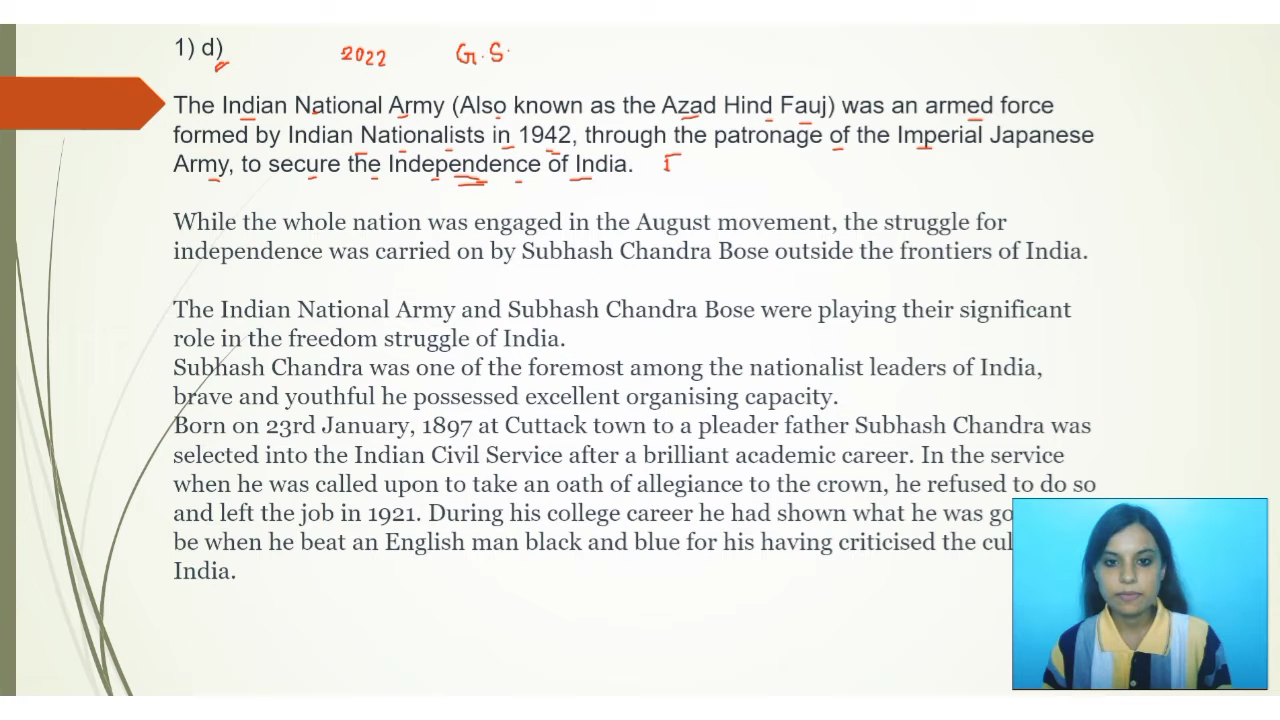 1) d) 2022 G.S.
The Indian National Army (Also known as the Azad Hind Fauj) was an armed force
formed by Indian Nationalists in 1942, through the patronage of the Imperial Japanese
Army, to secure the Independence of India.
While the whole nation was engaged in the August movement, the struggle for
independence was carried on by Subhash Chandra Bose outside the frontiers of India.
The Indian National Army and Subhash Chandra Bose were playing their significant
role in the freedom struggle of India.
Subhash Chandra was one of the foremost among the nationalist leaders of India,
brave and youthful he possessed excellent organising capacity.
Born on 23rd January, 1897 at Cuttack town to a pleader father Subhash Chandra was
selected into the Indian Civil Service after a brilliant academic career. In the service
when he was called upon to take an oath of allegiance to the crown, he refused to do so
and left the job in 1921. During his college career he had shown what he was go
be when he beat an English man black and blue for his having criticised the cul
India.